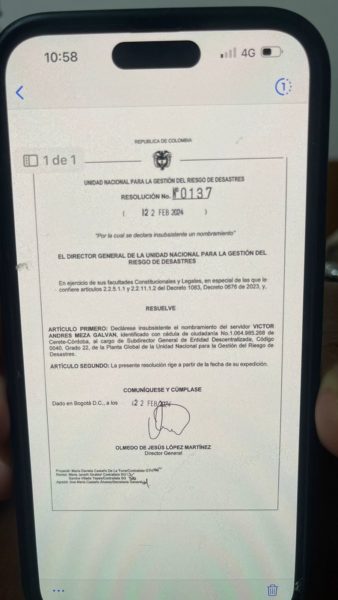 10:58
4G
1
1 de 1
REPUBLICA DE COLOMBIA
UNIDAD NACIONAL PARA LA GESTIÓN DEL RIESGO DE DESASTRES
RESOLUCIÓN No. Nº 0137
( 22 FEB 2024 )
"Por la cual se declara insubsistente un nombramiento"
EL DIRECTOR GENERAL DE LA UNIDAD NACIONAL PARA LA GESTIÓN DEL
RIESGO DE DESASTRES
En ejercicio de sus facultades Constitucionales y Legales, en especial de las que le
confiere artículos 2.2.5.1.1 y 2.2.11.1.2 del Decreto 1083, Decreto 0676 de 2023, y,
RESUELVE
ARTÍCULO PRIMERO: Declárese insubsistente el nombramiento del servidor VICTOR
ANDRES MEZA GALVAN, identificado con cédula de ciudadanía No.1.064.985.268 de
Cerete-Córdoba, al cargo de Subdirector General de Entidad Descentralizada, Código
0040, Grado 22, de la Planta Global de la Unidad Nacional para la Gestión del Riesgo de
Desastres.
ARTÍCULO SEGUNDO: La presente resolución rige a partir de la fecha de su expedición.
COMUNÍQUESE Y CÚMPLASE
Dado en Bogotá D.C., a los 22 FEB 2024
OLMEDO DE JESÚS LÓPEZ MARTÍNEZ
Director General